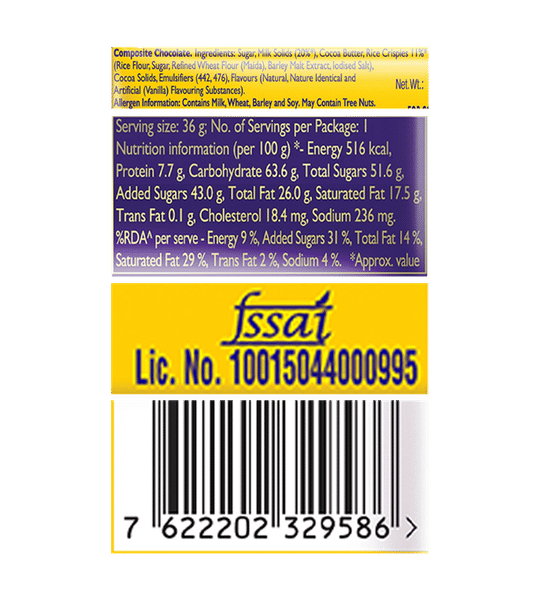 Composite Chocolate. Ingredients: Sugar, Milk Solids (20%*), Cocoa Butter, Rice Crispies 11%*
(Rice Flour, Sugar, Refined Wheat Flour (Maida), Barley Malt Extract, Iodised Salt),
Cocoa Solids, Emulsifiers (442, 476), Flavours (Natural, Nature Identical and
Artificial (Vanilla) Flavouring Substances).
Net.Wt.:
Allergen Information: Contains Milk, Wheat, Barley and Soy. May Contain Tree Nuts.
Serving size: 36 g; No. of Servings per Package: 1
Nutrition information (per 100 g) *- Energy 516 kcal,
Protein 7.7 g, Carbohydrate 63.6 g, Total Sugars 51.6 g,
Added Sugars 43.0 g, Total Fat 26.0 g, Saturated Fat 17.5 g,
Trans Fat 0.1 g, Cholesterol 18.4 mg, Sodium 236 mg.
%RDA^ per serve - Energy 9 %, Added Sugars 31 %, Total Fat 14 %,
Saturated Fat 29 %, Trans Fat 2 %, Sodium 4 %. *Approx. value
fssai
Lic. No. 10015044000995
7 622202 329586 >